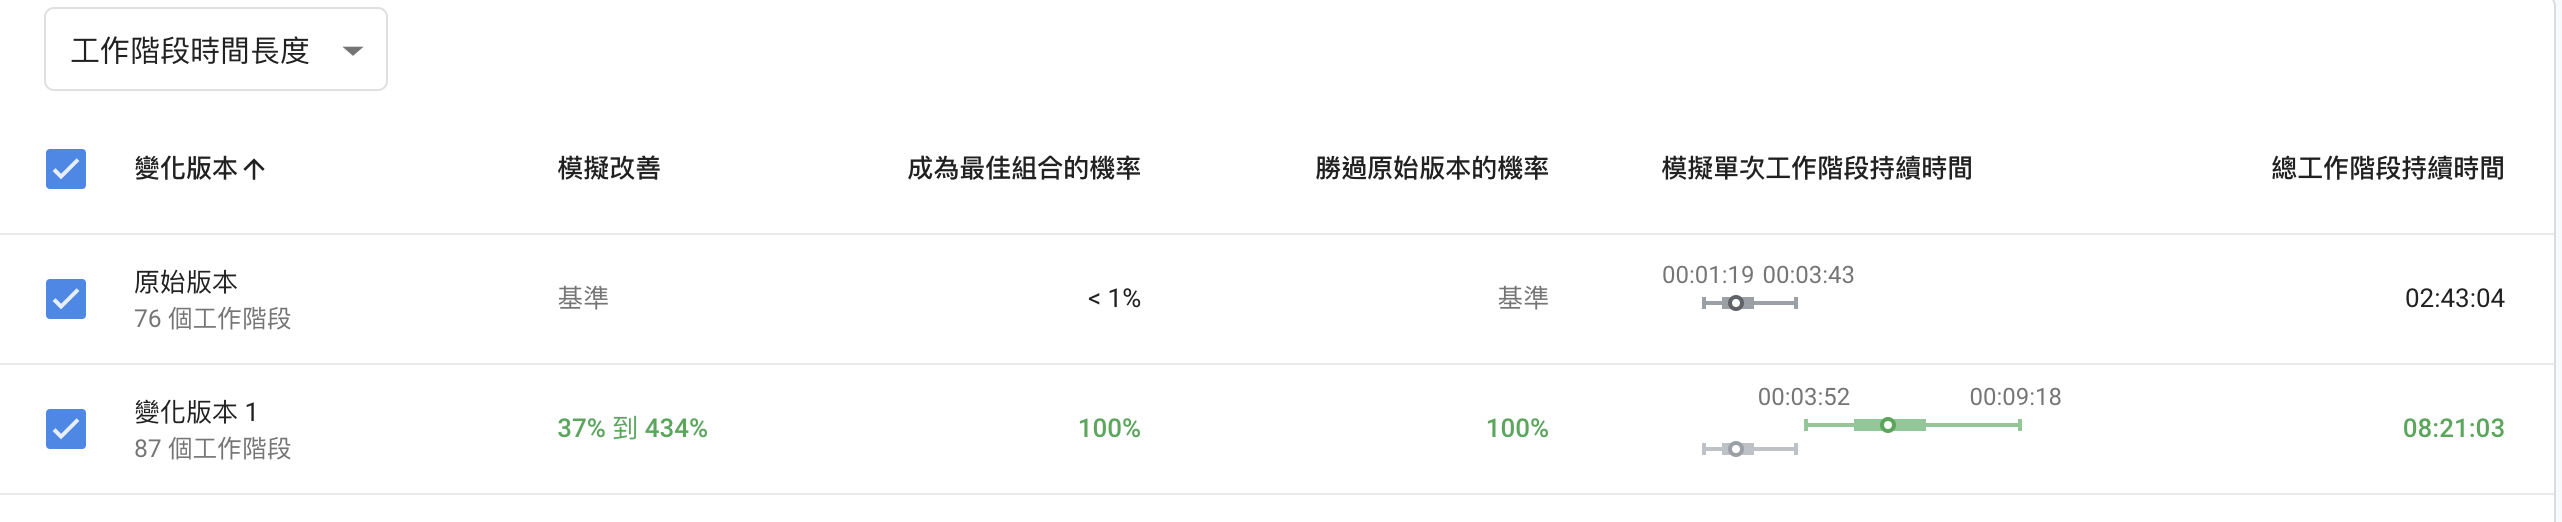 工作階段時間長度
變化版本 模擬改善 成為最佳組合的機率 勝過原始版本的機率 模擬單次工作階段持續時間 總工作階段持續時間
原始版本
76 個工作階段
基準 < 1% 基準 00:01:19 00:03:43 02:43:04
變化版本 1
87 個工作階段
37% 到 434% 100% 100% 00:03:52 00:09:18 08:21:03